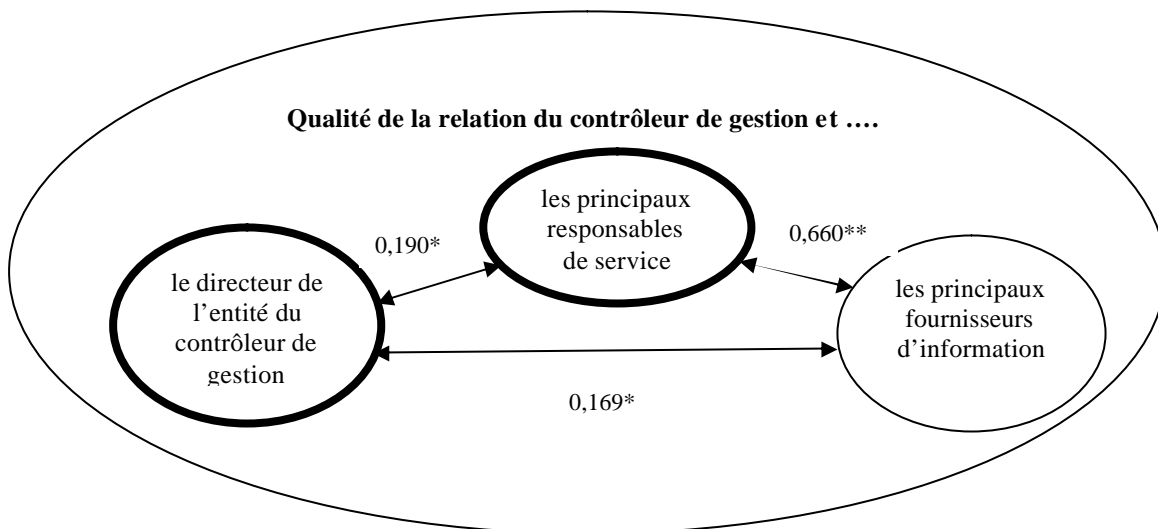 Qualité de la relation du contrôleur de gestion et ....
les principaux
responsables
de service
0,190*
0,660**
le directeur de
l’entité du
contrôleur de
gestion
les principaux
fournisseurs
d’information
0,169*